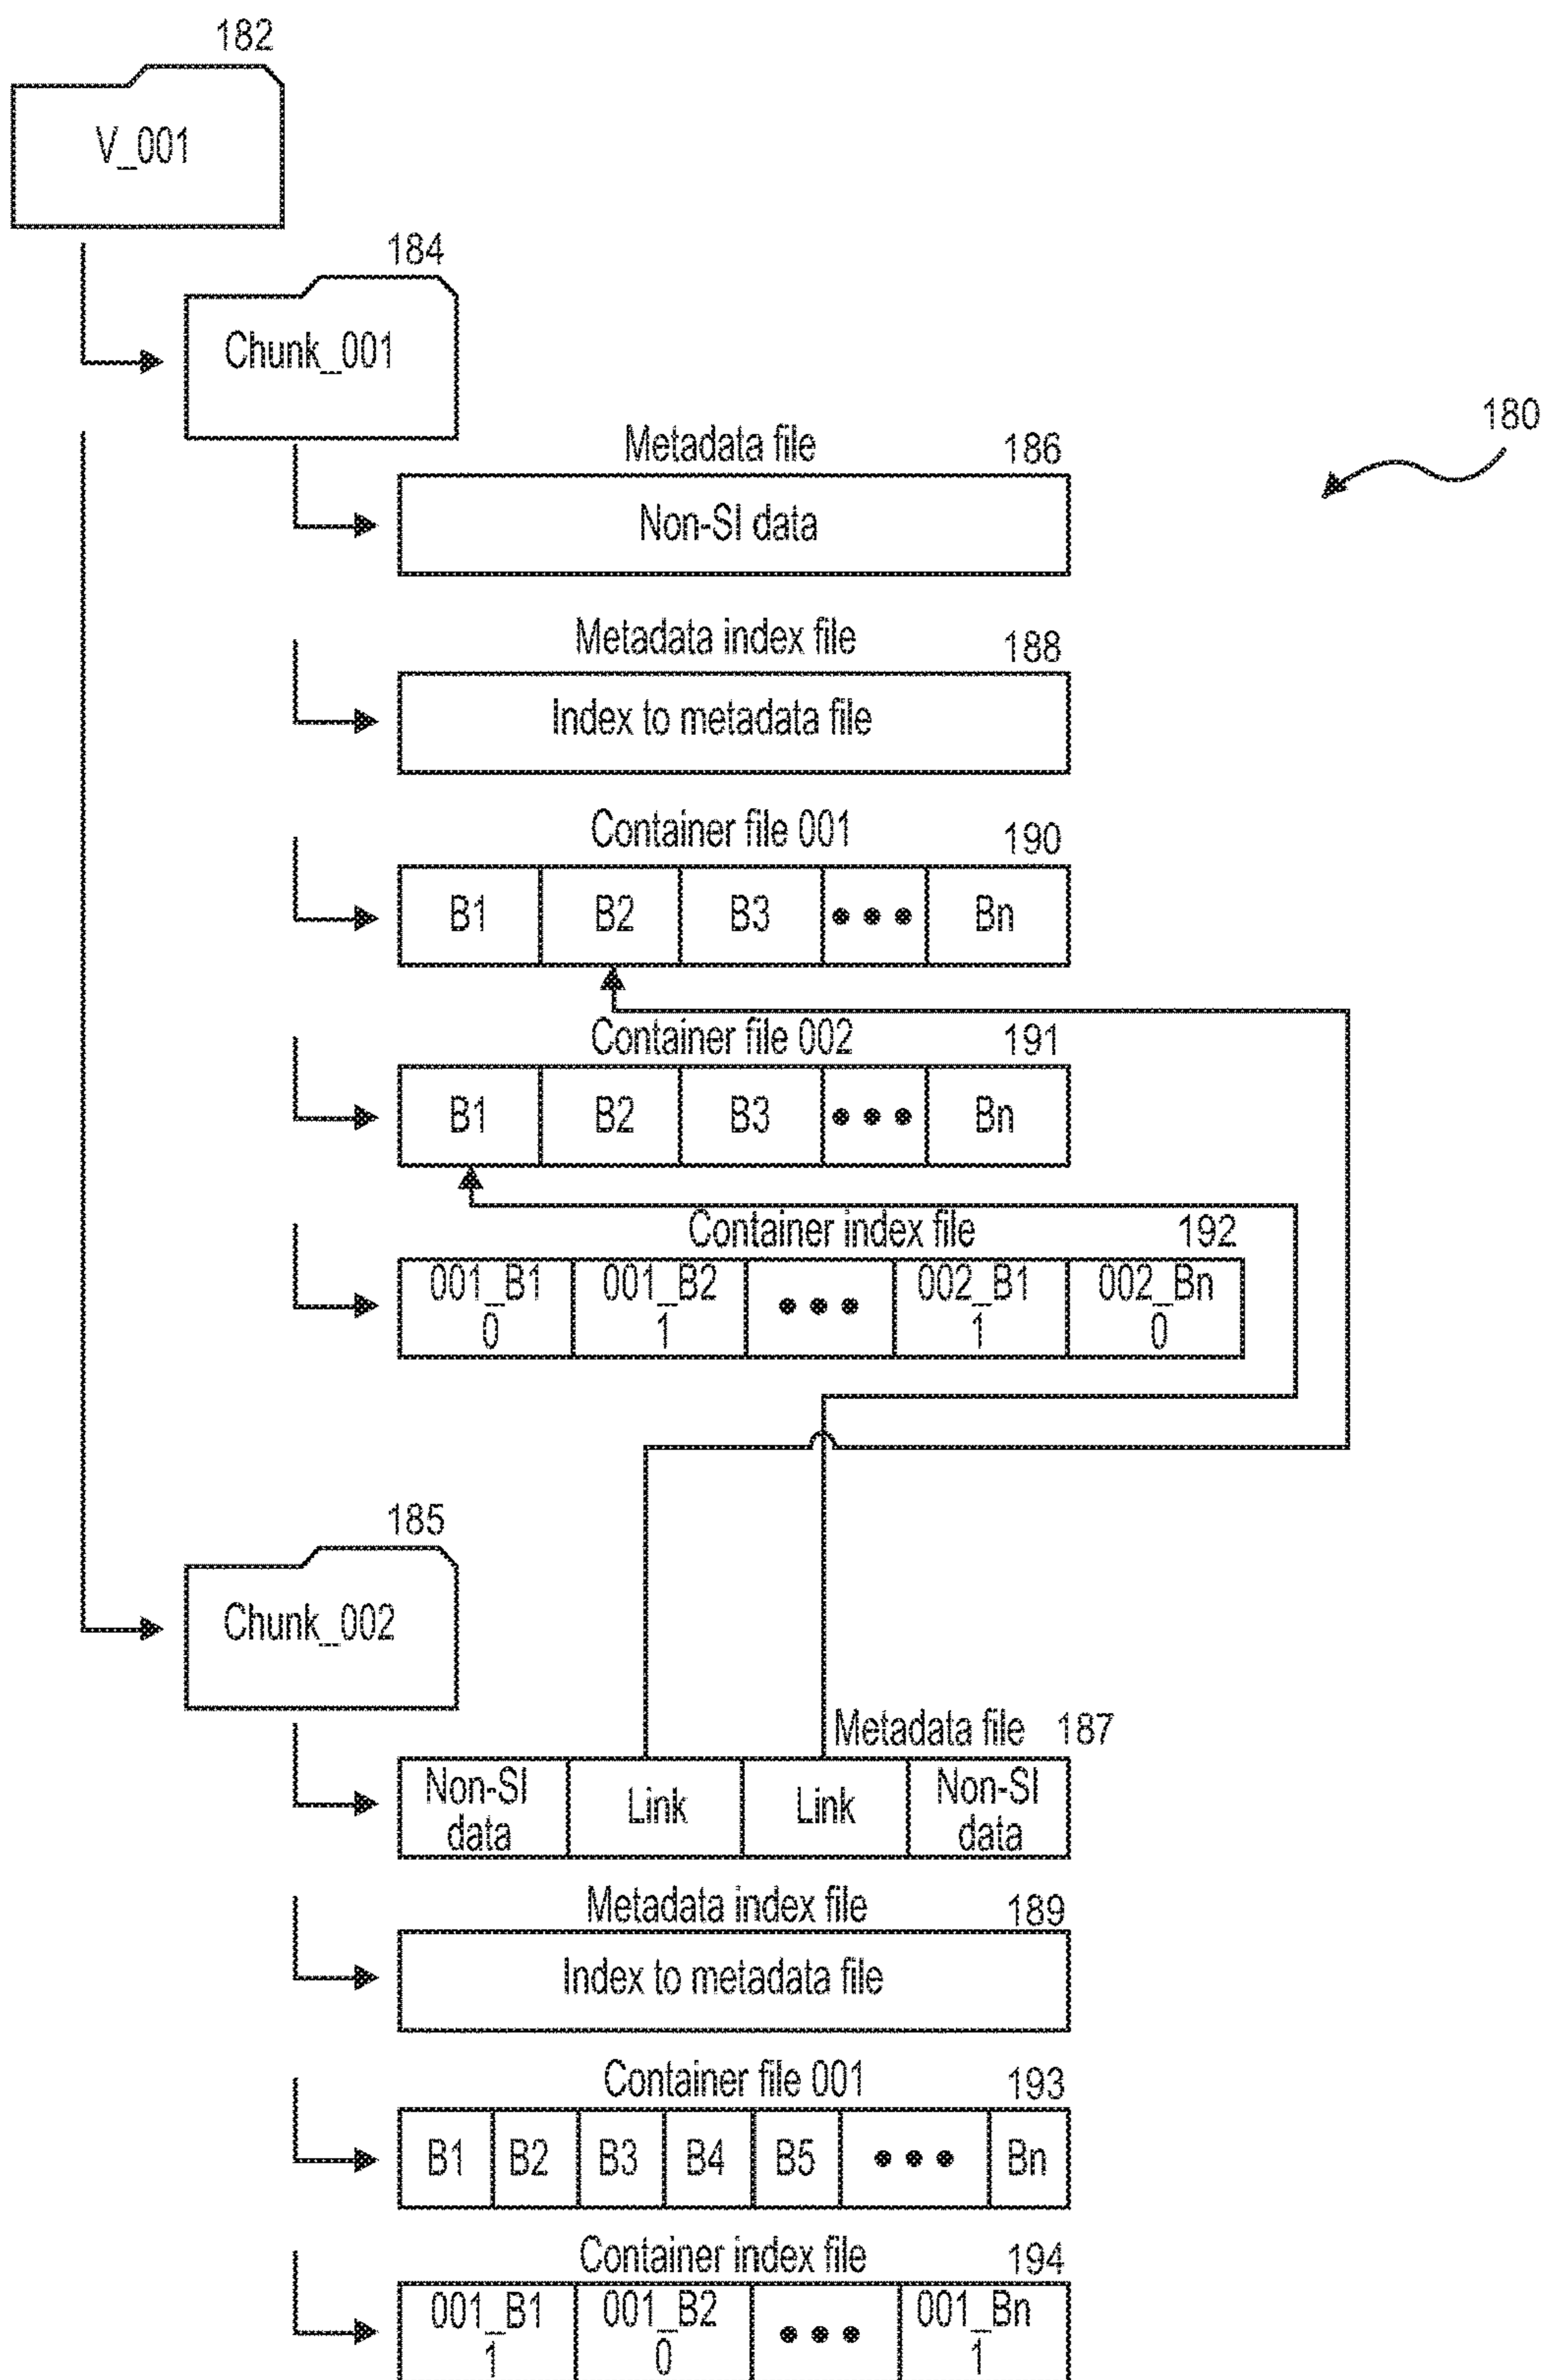 182
V_001
184
Chunk_001
180
Metadata file 186
Non-SI data
Metadata index file 188
Index to metadata file
Container file 001 190
B1 B2 B3 ••• Bn
Container file 002 191
B1 B2 B3 ••• Bn
Container index file 192
001_B1 001_B2 ••• 002_B1 002_Bn
0 1 1 0
185
Chunk_002
Metadata file 187
Non-SI Link Link Non-SI
data data
Metadata index file 189
Index to metadata file
Container file 001 193
B1 B2 B3 B4 B5 ••• Bn
Container index file 194
001_B1 001_B2 ••• 001_Bn
1 0 1